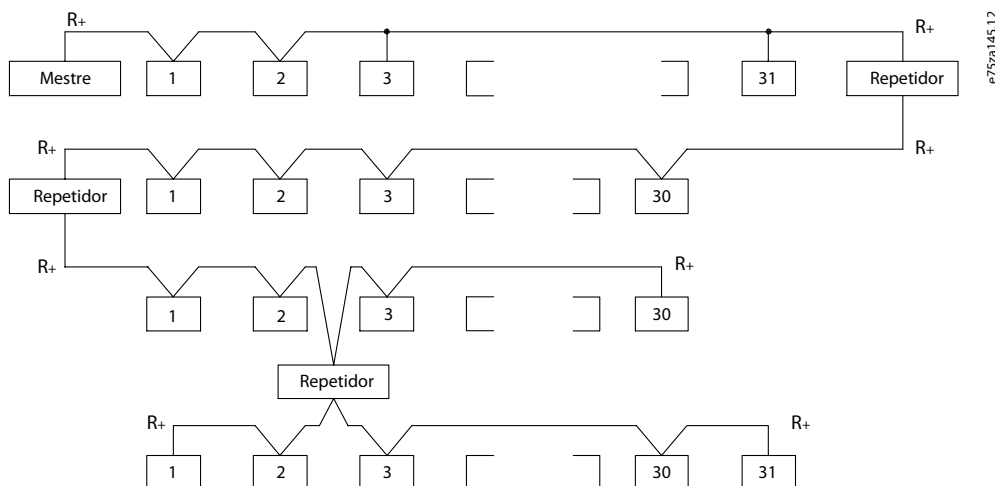 R+ R+
Mestre 1 2 3 31 Repetidor
e75za145.12
R+ R+
Repetidor 1 2 3 30
R+ R+
1 2 3 30
Repetidor
R+ R+
1 2 3 30 31